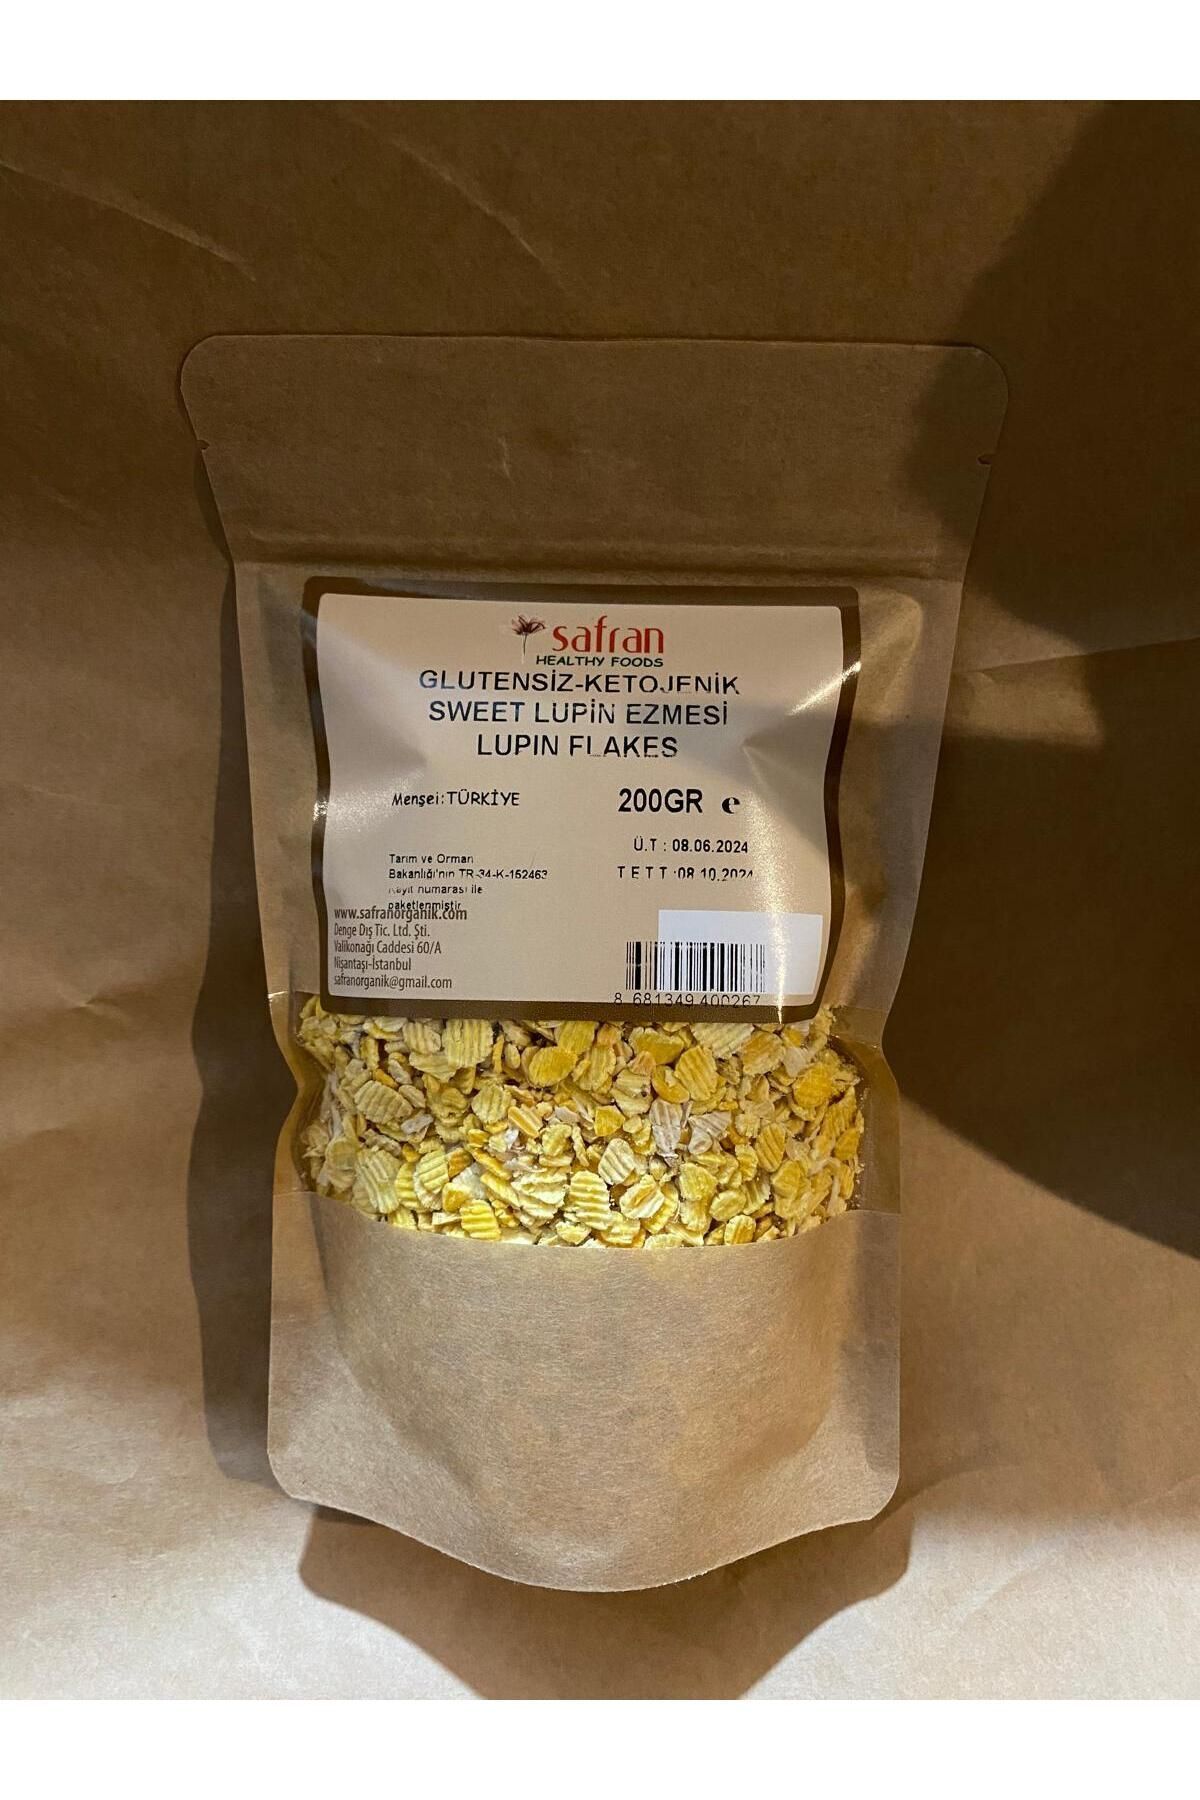 safran
HEALTHY FOODS
GLUTENSİZ-KETOJENİK
SWEET LUPİN EZMESİ
LUPIN FLAKES
Menşei:TÜRKİYE
200GR e
Ü.T : 08.06.2024
TETT :08.10.2024
Tarım ve Orman
Bakanlığı'nın TR-34-K-152463
Kayıt numarası ile
paketlenmiştir
www.safranorganik.com
Denge Dış Tic. Ltd. Şti.
Valikonağı Caddesi 60/A
Nişantaşı-İstanbul
safranorganik@gmail.com
8 681349 400267